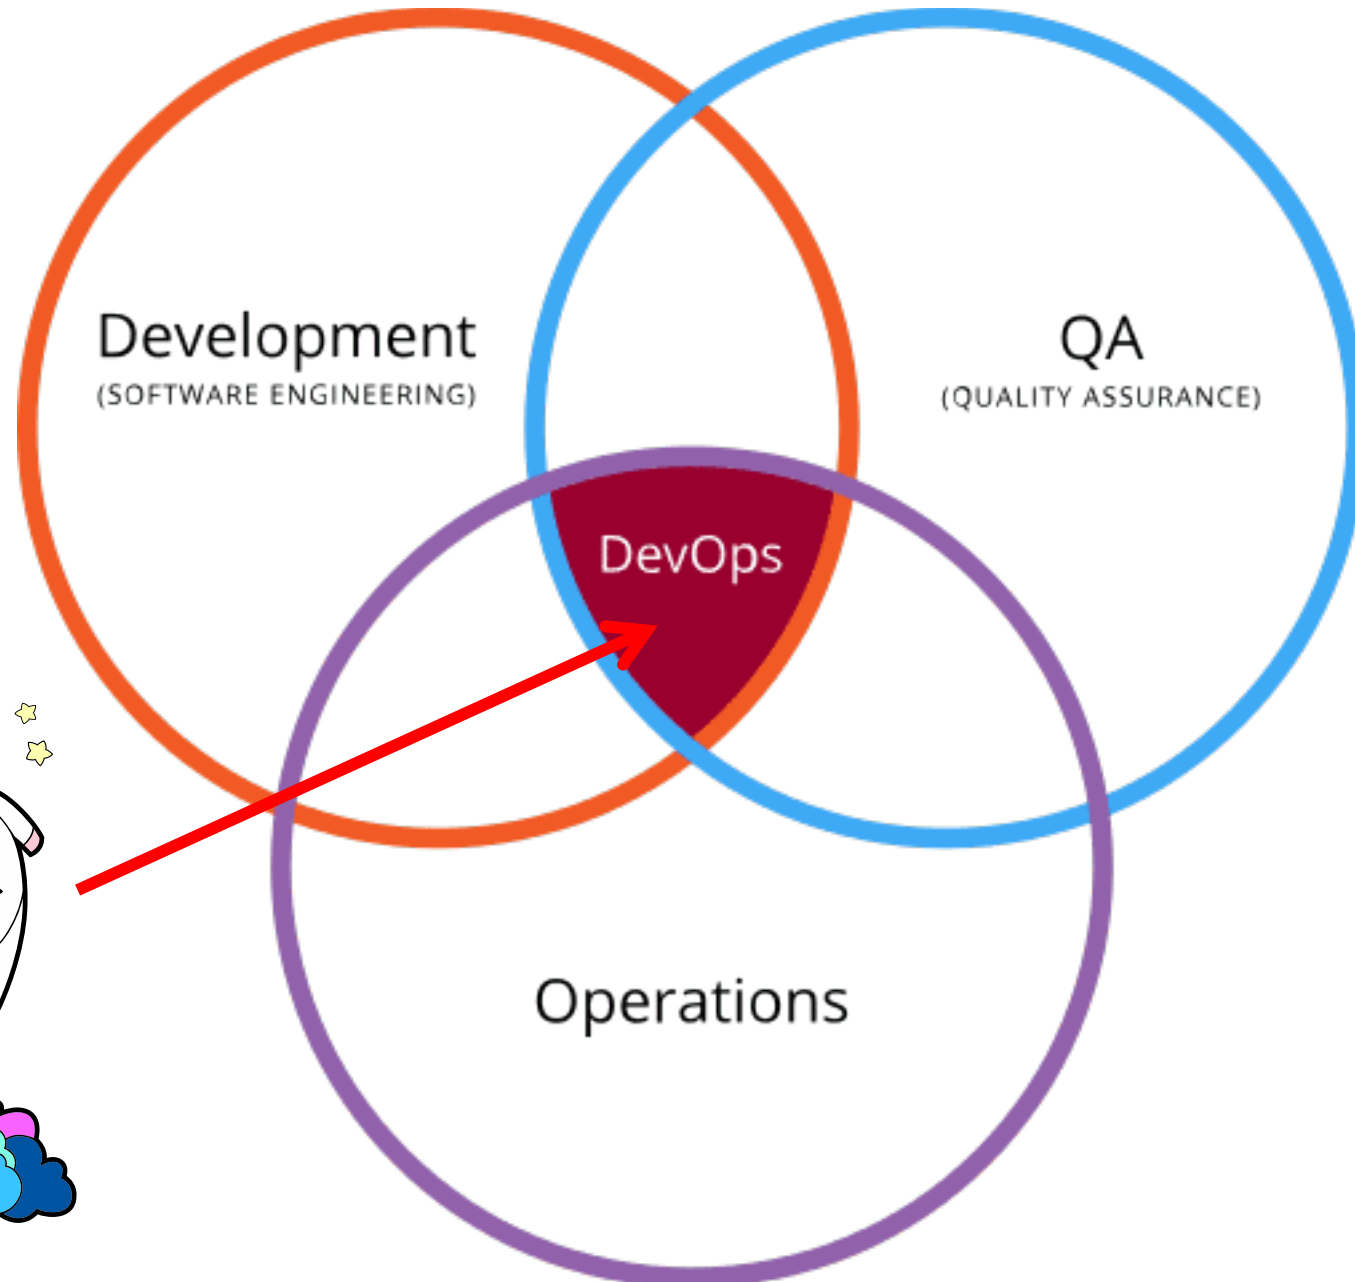 Development
(SOFTWARE ENGINEERING)
QA
(QUALITY ASSURANCE)
DevOps
Operations